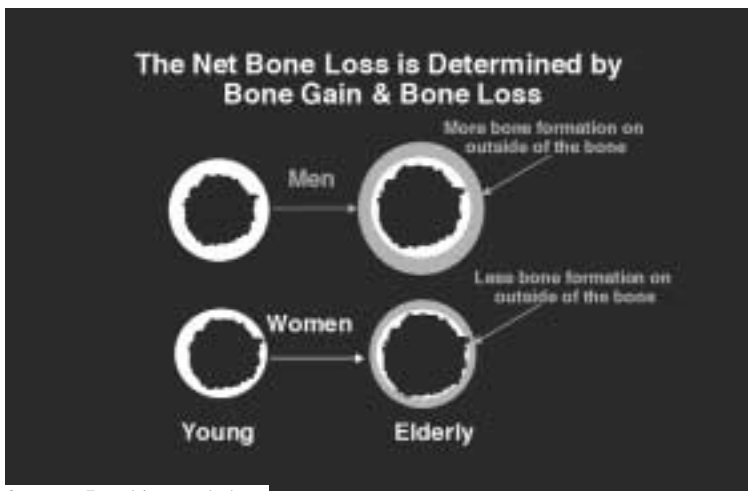 The Net Bone Loss is Determined by
Bone Gain & Bone Loss
More bone formation on
outside of the bone
Men
Less bone formation on
outside of the bone
Women
Young Elderly